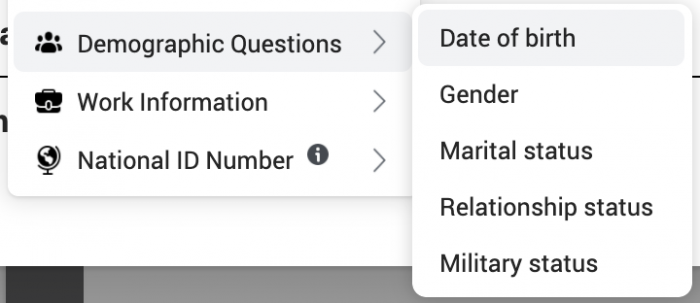 Demographic Questions
Work Information
National ID Number
Date of birth
Gender
Marital status
Relationship status
Military status